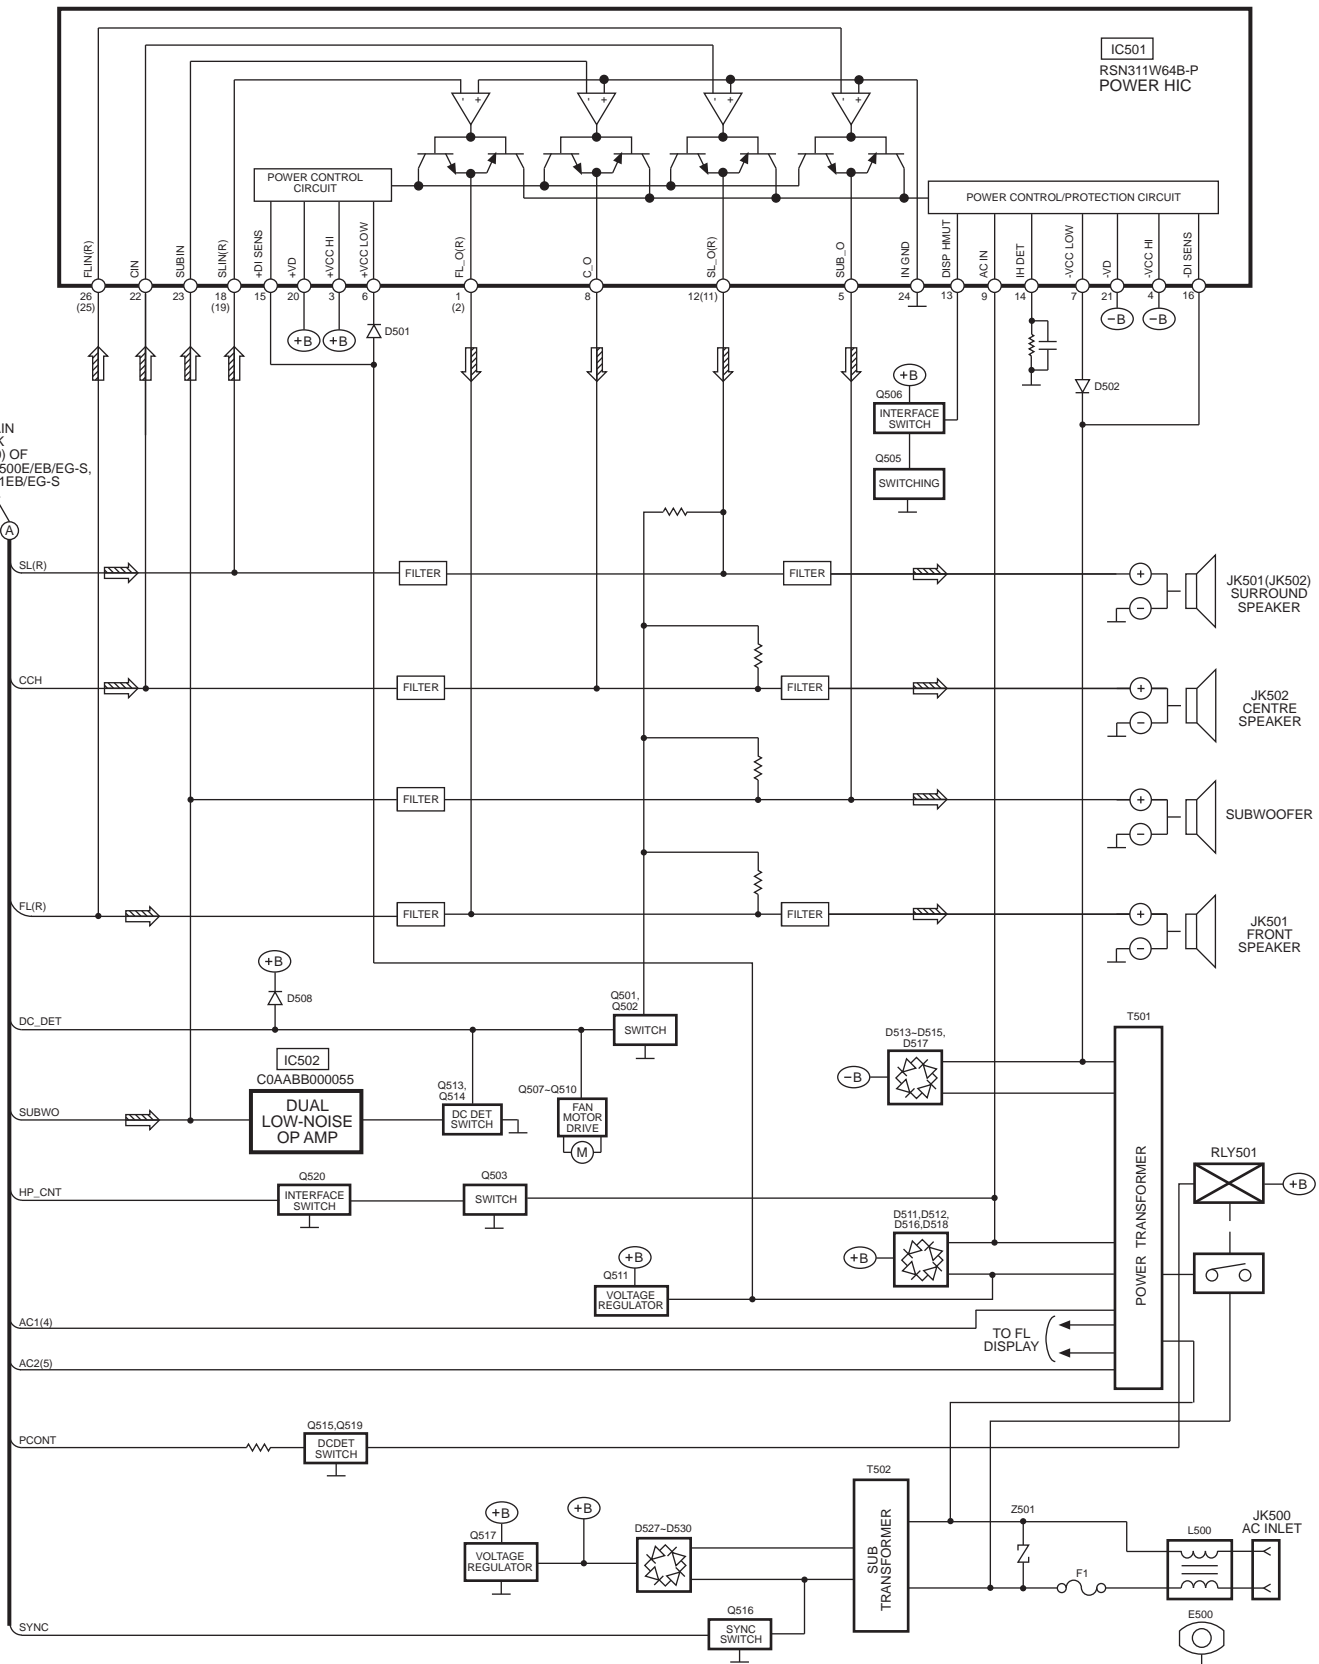 IC501
RSN311W64B-P
POWER HIC
- + - + - + - +
POWER CONTROL
CIRCUIT
POWER CONTROL/PROTECTION CIRCUIT
FLIN(R)
CIN
SUBIN
SLIN(R)
+DI SENS
+VD
+VCC HI
+VCC LOW
FL_O(R)
C_O
SL_O(R)
SUB_O
IN GND
DISP HMUT
AC IN
IH DET
-VCC LOW
-VD
-VCC HI
-DI SENS
26 22 23 18 15 20 3 6 1 8 12(11) 5 24 13 9 14 7 21 4 16
(25) (19) (2)
D501
+B +B
-B -B
+B
Q506
INTERFACE
SWITCH
D502
Q505
SWITCHING
AIN
K
) OF
500E/EB/EG-S,
1EB/EG-S
A
SL(R)
FILTER
FILTER
+
-
JK501(JK502)
SURROUND
SPEAKER
CCH
FILTER
FILTER
+
-
JK502
CENTRE
SPEAKER
FILTER
+
-
SUBWOOFER
FL(R)
FILTER
FILTER
+
-
JK501
FRONT
SPEAKER
+B
D508
DC_DET
Q501,
Q502
SWITCH
D513~D515,
D517
-B
T501
POWER TRANSFORMER
IC502
C0AABB000055
SUBWO
DUAL
LOW-NOISE
OP AMP
Q513,
Q514
DC DET
SWITCH
Q507~Q510
FAN
MOTOR
DRIVE
M
HP_CNT
Q520
INTERFACE
SWITCH
Q503
SWITCH
RLY501
+B
D511,D512,
D516,D518
+B
+B
Q511
VOLTAGE
REGULATOR
AC1(4)
TO FL
DISPLAY
AC2(5)
PCONT
Q515,Q519
DCDET
SWITCH
T502
SUB
TRANSFORMER
+B
+B
Q517
VOLTAGE
REGULATOR
D527~D530
Z501
F1
L500
JK500
AC INLET
SYNC
Q516
SYNC
SWITCH
E500